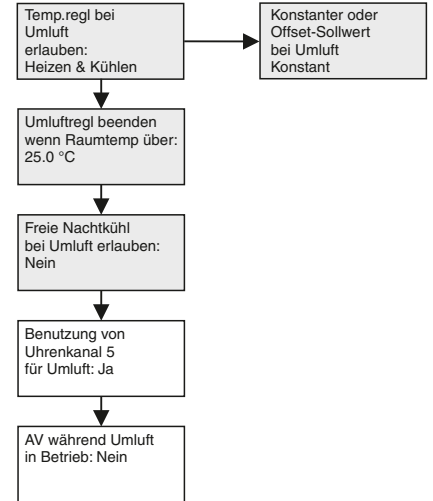 Temp.regl bei
Umluft
erlauben:
Heizen & Kühlen
Konstanter oder
Offset-Sollwert
bei Umluft
Konstant
Umluftregl beenden
wenn Raumtemp über:
25.0 °C
Freie Nachtkühl
bei Umluft erlauben:
Nein
Benutzung von
Uhrenkanal 5
für Umluft: Ja
AV während Umluft
in Betrieb: Nein